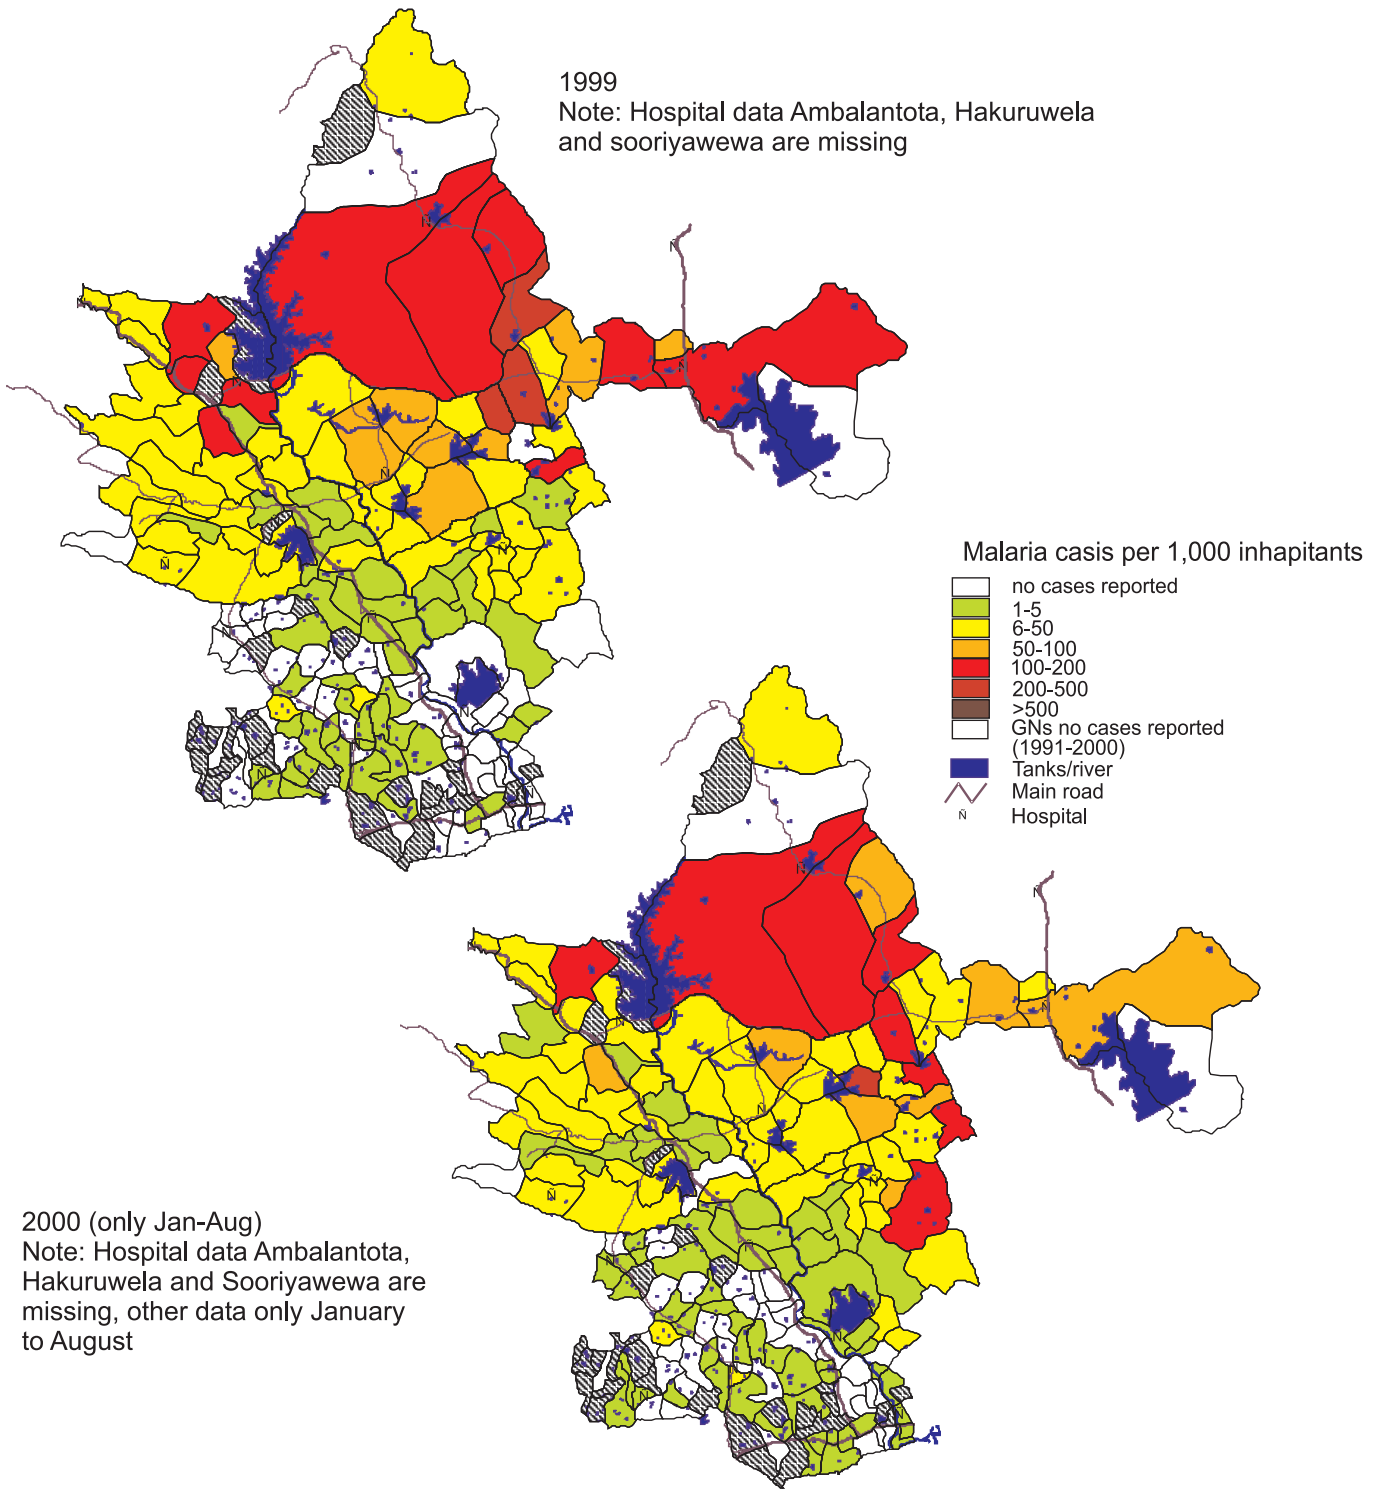 1999
Note: Hospital data Ambalantota, Hakuruwela
and sooriyawewa are missing
Malaria casis per 1,000 inhapitants
no cases reported
1-5
6-50
50-100
100-200
200-500
>500
GNs no cases reported
(1991-2000)
Tanks/river
Main road
Ñ Hospital
2000 (only Jan-Aug)
Note: Hospital data Ambalantota,
Hakuruwela and Sooriyawewa are
missing, other data only January
to August